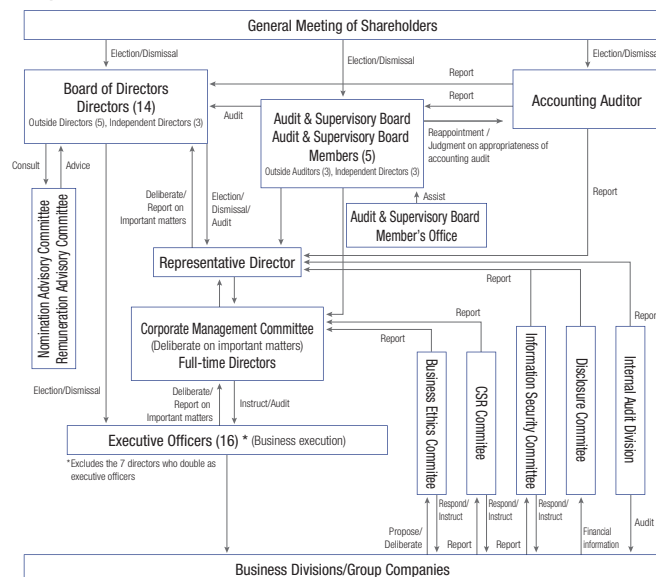 General Meeting of Shareholders
Election/Dismissal
Election/Dismissal
Election/Dismissal
Board of Directors
Directors (14)
Outside Directors (5), Independent Directors (3)
Report
Report
Accounting Auditor
Audit
Audit & Supervisory Board
Audit & Supervisory Board
Members (5)
Outside Auditors (3), Independent Directors (3)
Reappointment /
Judgment on appropriateness of
accounting audit
Consult
Advice
Deliberate/
Report on
Important matters
Election/
Dismissal/
Audit
Assist
Report
Audit & Supervisory Board
Member's Office
Nomination Advisory Committee
Remuneration Advisory Committee
Representative Director
Report
Report
Corporate Management Committee
(Deliberate on important matters)
Full-time Directors
Report
Report
Business Ethics Commitee
CSR Commitee
Information Security Committee
Disclosure Commitee
Internal Audit Division
Election/Dismissal
Deliberate/
Report on
Important matters
Instruct/Audit
Executive Officers (16) * (Business execution)
*Excludes the 7 directors who double as
executive officers
Propose/
Deliberate
Respond/
Instruct
Report
Respond/
Instruct
Report
Respond/
Instruct
Financial
information
Audit
Business Divisions/Group Companies